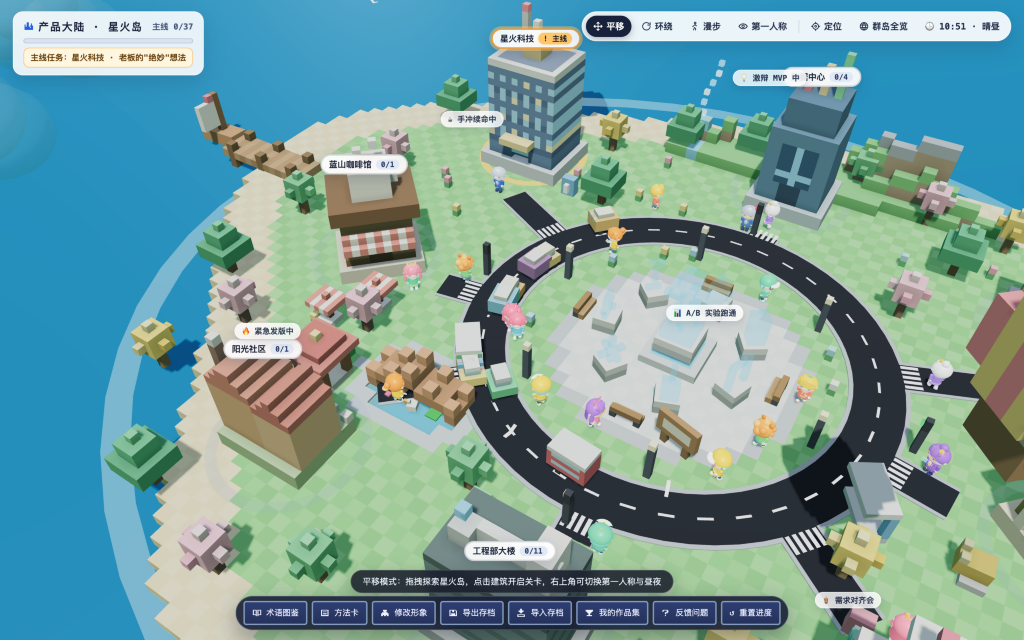 产品大陆 · 星火岛 主线 0/37
主线任务：星火科技 · 老板的"绝妙"想法
星火科技 ! 主线
平移 环绕 漫步 第一人称 定位 群岛全览 10:51 · 晴昼
激辩 MVP 中
中心 0/4
手冲续命中
蓝山咖啡馆 0/1
A/B 实验跑通
紧急发版中
阳光社区 0/1
工程部大楼 0/11
平移模式：拖拽探索星火岛，点击建筑开启关卡，右上角可切换第一人称与昼夜
需求对齐会
术语图鉴 方法卡 修改形象 导出存档 导入存档 我的作品集 反馈问题 重置进度